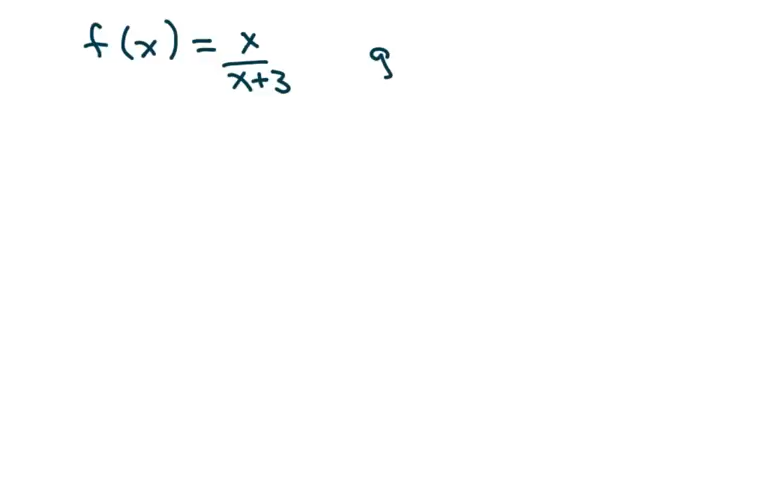 f(x) = x/(x+3) g